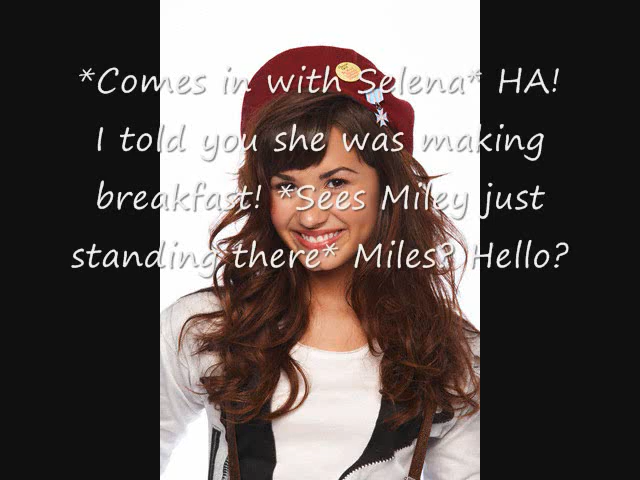 *Comes in with Selena* HA!
I told you she was making
breakfast! *Sees Miley just
standing there* Miles? Hello?